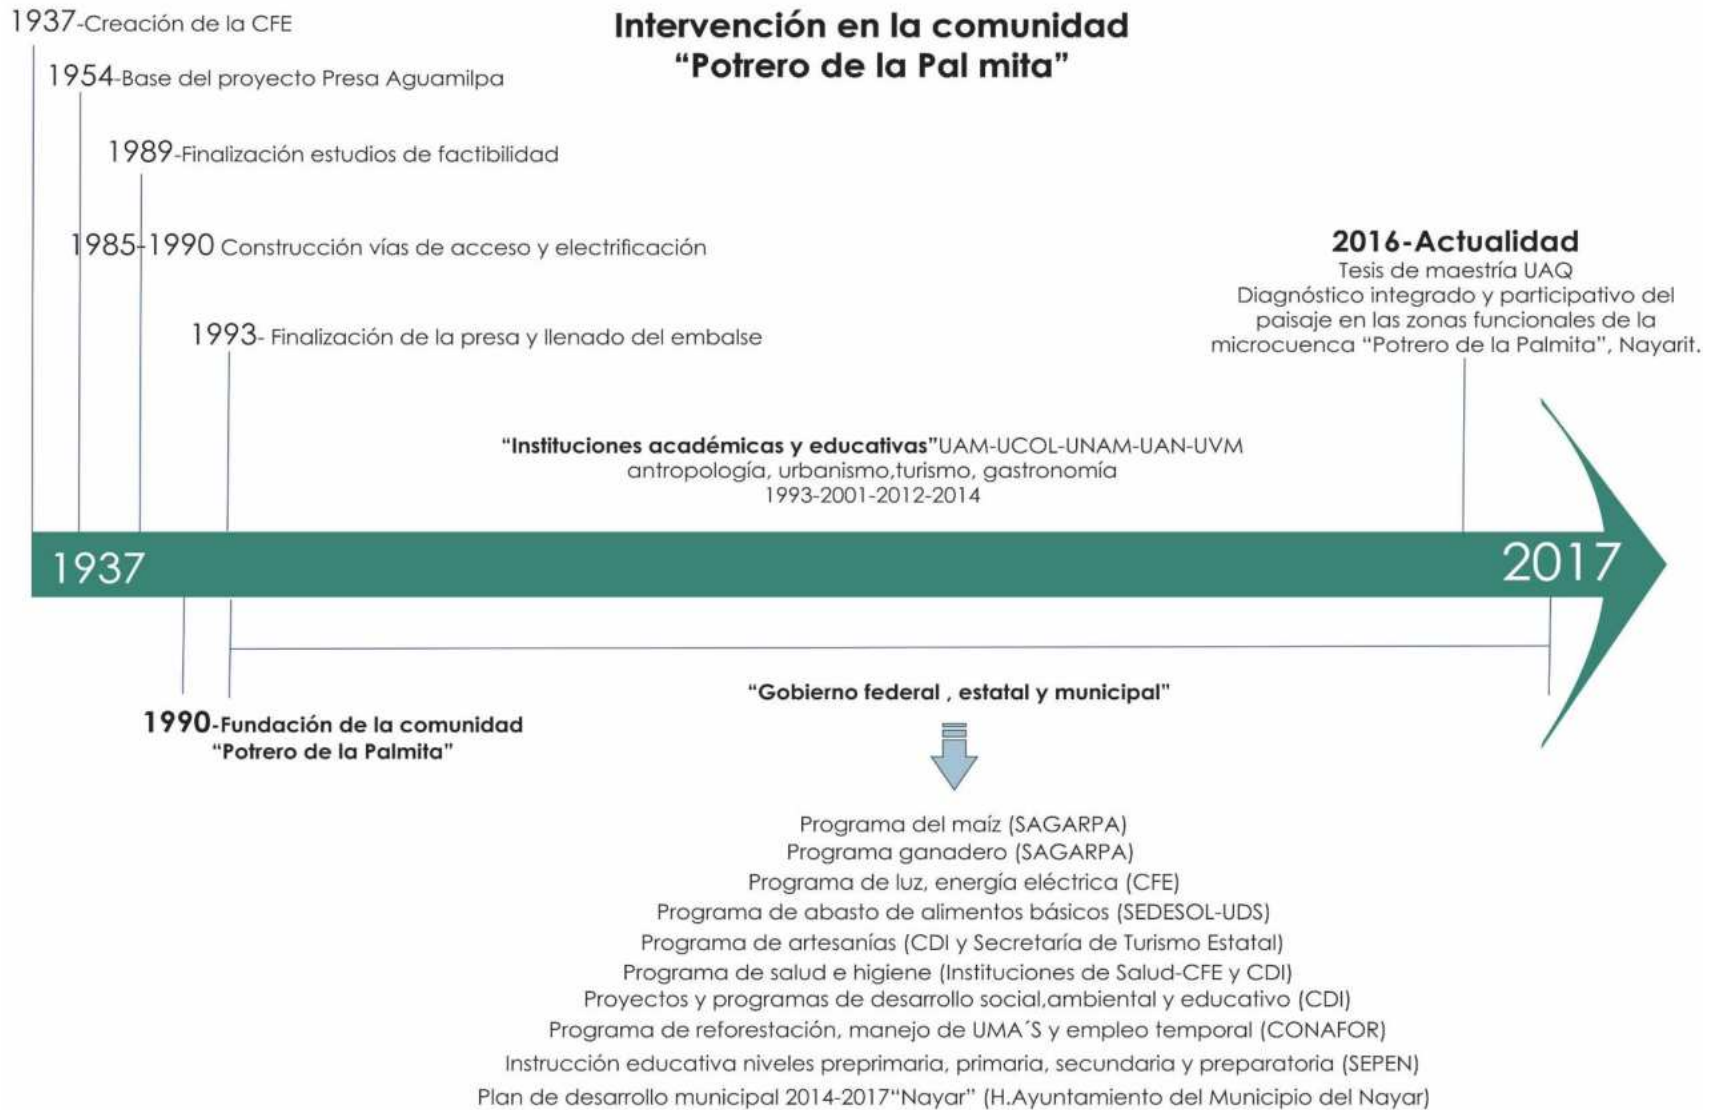 Intervención en la comunidad
“Potrero de la Pal mita”
1937-Creación de la CFE
1954-Base del proyecto Presa Aguamilpa
1989-Finalización estudios de factibilidad
1985-1990 Construcción vías de acceso y electrificación
1993- Finalización de la presa y llenado del embalse
2016-Actualidad
Tesis de maestría UAQ
Diagnóstico integrado y participativo del
paisaje en las zonas funcionales de la
microcuenca “Potrero de la Palmita”, Nayarit.
“Instituciones académicas y educativas”UAM-UCOL-UNAM-UAN-UVM
antropología, urbanismo,turismo, gastronomía
1993-2001-2012-2014
1937
2017
1990-Fundación de la comunidad
“Potrero de la Palmita”
“Gobierno federal , estatal y municipal”
Programa del maíz (SAGARPA)
Programa ganadero (SAGARPA)
Programa de luz, energía eléctrica (CFE)
Programa de abasto de alimentos básicos (SEDESOL-UDS)
Programa de artesanías (CDI y Secretaría de Turismo Estatal)
Programa de salud e higiene (Instituciones de Salud-CFE y CDI)
Proyectos y programas de desarrollo social,ambiental y educativo (CDI)
Programa de reforestación, manejo de UMA´S y empleo temporal (CONAFOR)
Instrucción educativa niveles preprimaria, primaria, secundaria y preparatoria (SEPEN)
Plan de desarrollo municipal 2014-2017“Nayar” (H.Ayuntamiento del Municipio del Nayar)